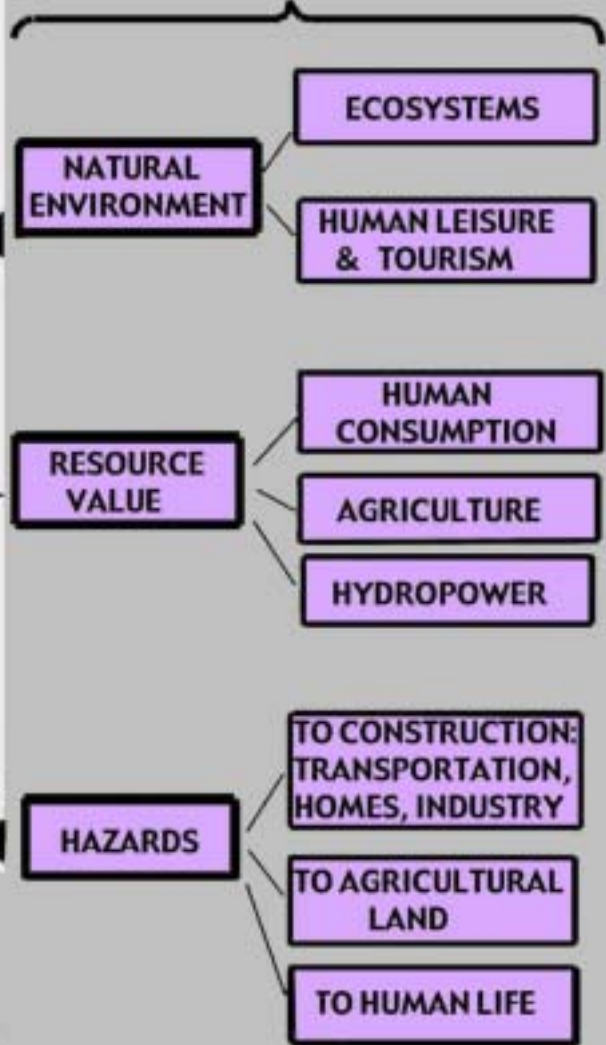 NATURAL
ENVIRONMENT
ECOSYSTEMS
HUMAN LEISURE
& TOURISM
RESOURCE
VALUE
HUMAN
CONSUMPTION
AGRICULTURE
HYDROPOWER
HAZARDS
TO CONSTRUCTION:
TRANSPORTATION,
HOMES, INDUSTRY
TO AGRICULTURAL
LAND
TO HUMAN LIFE